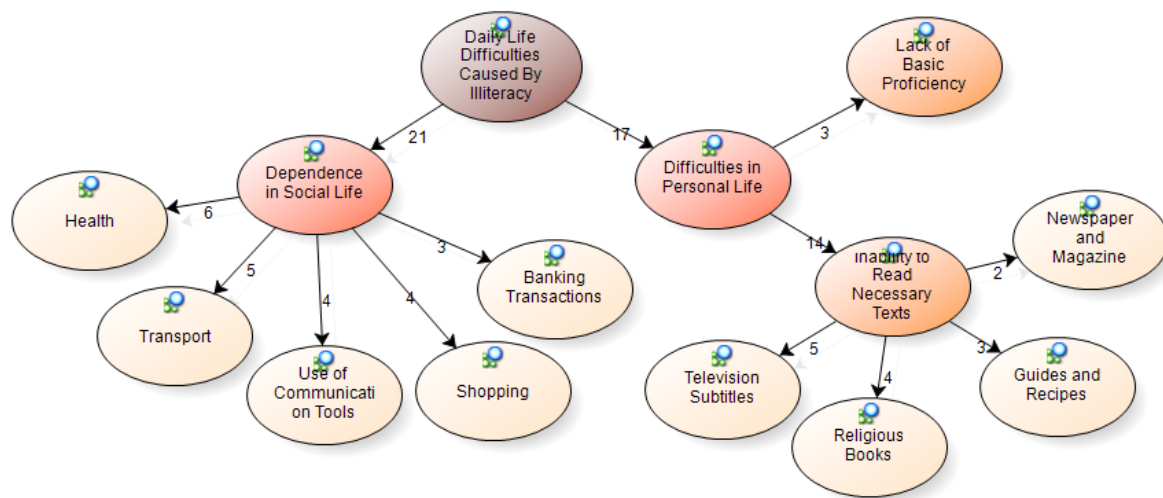 Daily Life
Difficulties
Caused By
Illiteracy
Lack of
Basic
Proficiency
21
17
3
Dependence
in Social Life
Difficulties in
Personal Life
Health
6
5
4
4
3
14
Transport
Use of
Communicati
on Tools
Shopping
Banking
Transactions
Inability to
Read
Necessary
Texts
Newspaper
and
Magazine
2
5
4
3
Television
Subtitles
Religious
Books
Guides and
Recipes